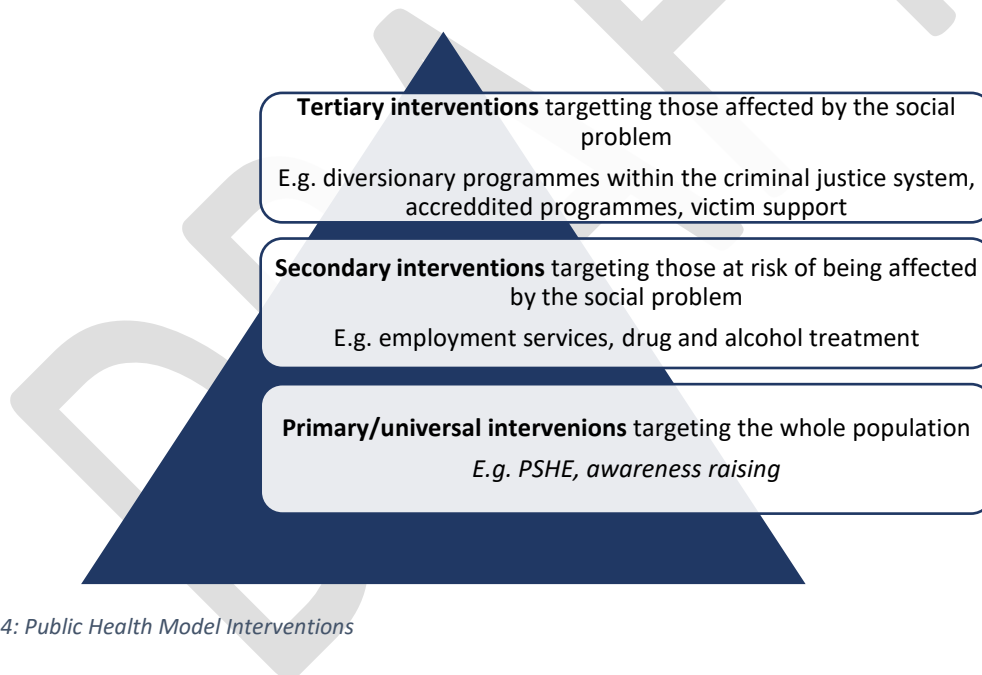 Tertiary interventions targetting those affected by the social
problem
E.g. diversionary programmes within the criminal justice system,
accreddited programmes, victim support
Secondary interventions targeting those at risk of being affected
by the social problem
E.g. employment services, drug and alcohol treatment
Primary/universal intervenions targeting the whole population
E.g. PSHE, awareness raising
4: Public Health Model Interventions